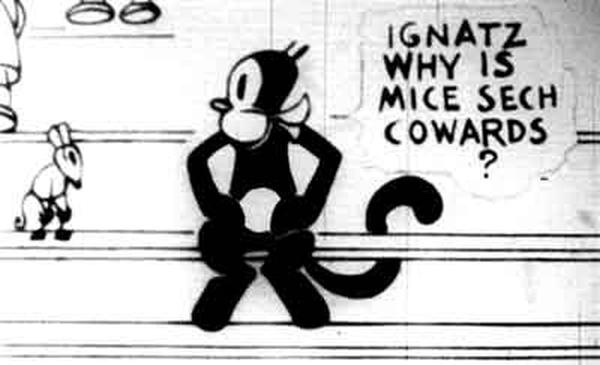 IGNATZ
WHY IS
MICE SECH
COWARDS
?